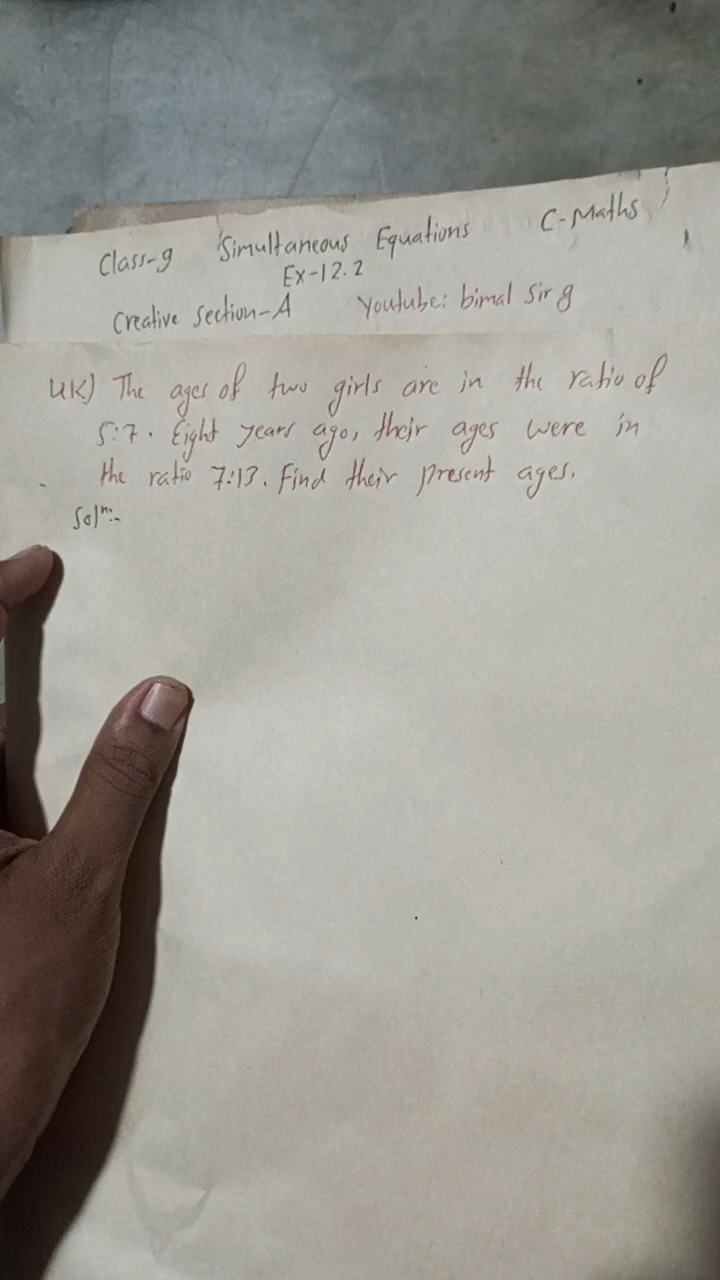 Class-9 Simultaneous Equations C-Maths
Ex-12.2
Creative Section-A Youtube: bimal Sir g
4K) The ages of two girls are in the ratio of
5:7. Eight years ago, their ages were in
the ratio 7:13. Find their present ages.
Solⁿ:-